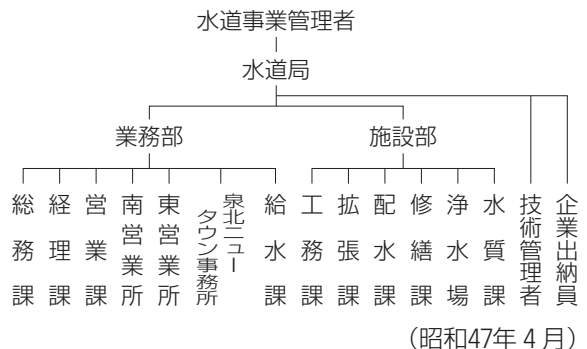 水道事業管理者
水道局
業務部
施設部
総務課
経理課
営業課
南営業所
東営業所
泉北ニュー
タウン事務所
給水課
工務課
拡張課
配水課
修繕課
浄水場
水質課
技術管理者
企業出納員
（昭和47年4月）